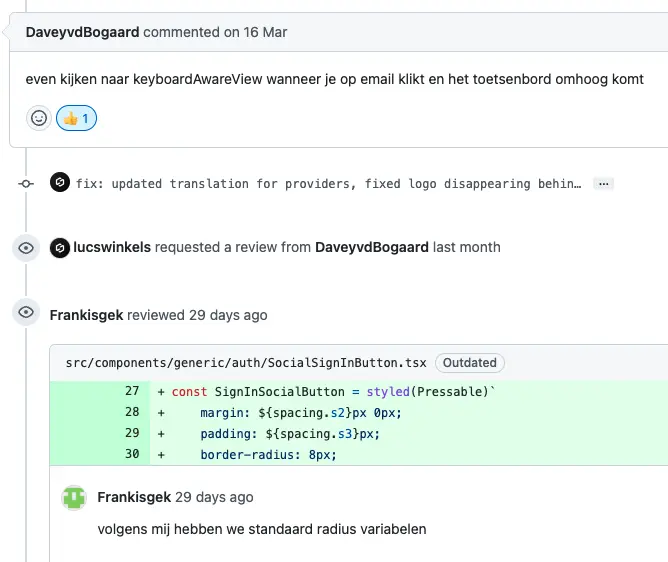 DaveyvdBogaard commented on 16 Mar
even kijken naar keyboardAwareView wanneer je op email klikt en het toetsenbord omhoog komt
👍 1
fix: updated translation for providers, fixed logo disappearing behin… ...
lucswinkels requested a review from DaveyvdBogaard last month
Frankisgek reviewed 29 days ago
src/components/generic/auth/SocialSignInButton.tsx Outdated
27 + const SignInSocialButton = styled(Pressable)`
28 + margin: ${spacing.s2}px 0px;
29 + padding: ${spacing.s3}px;
30 + border-radius: 8px;
Frankisgek 29 days ago
volgens mij hebben we standaard radius variabelen